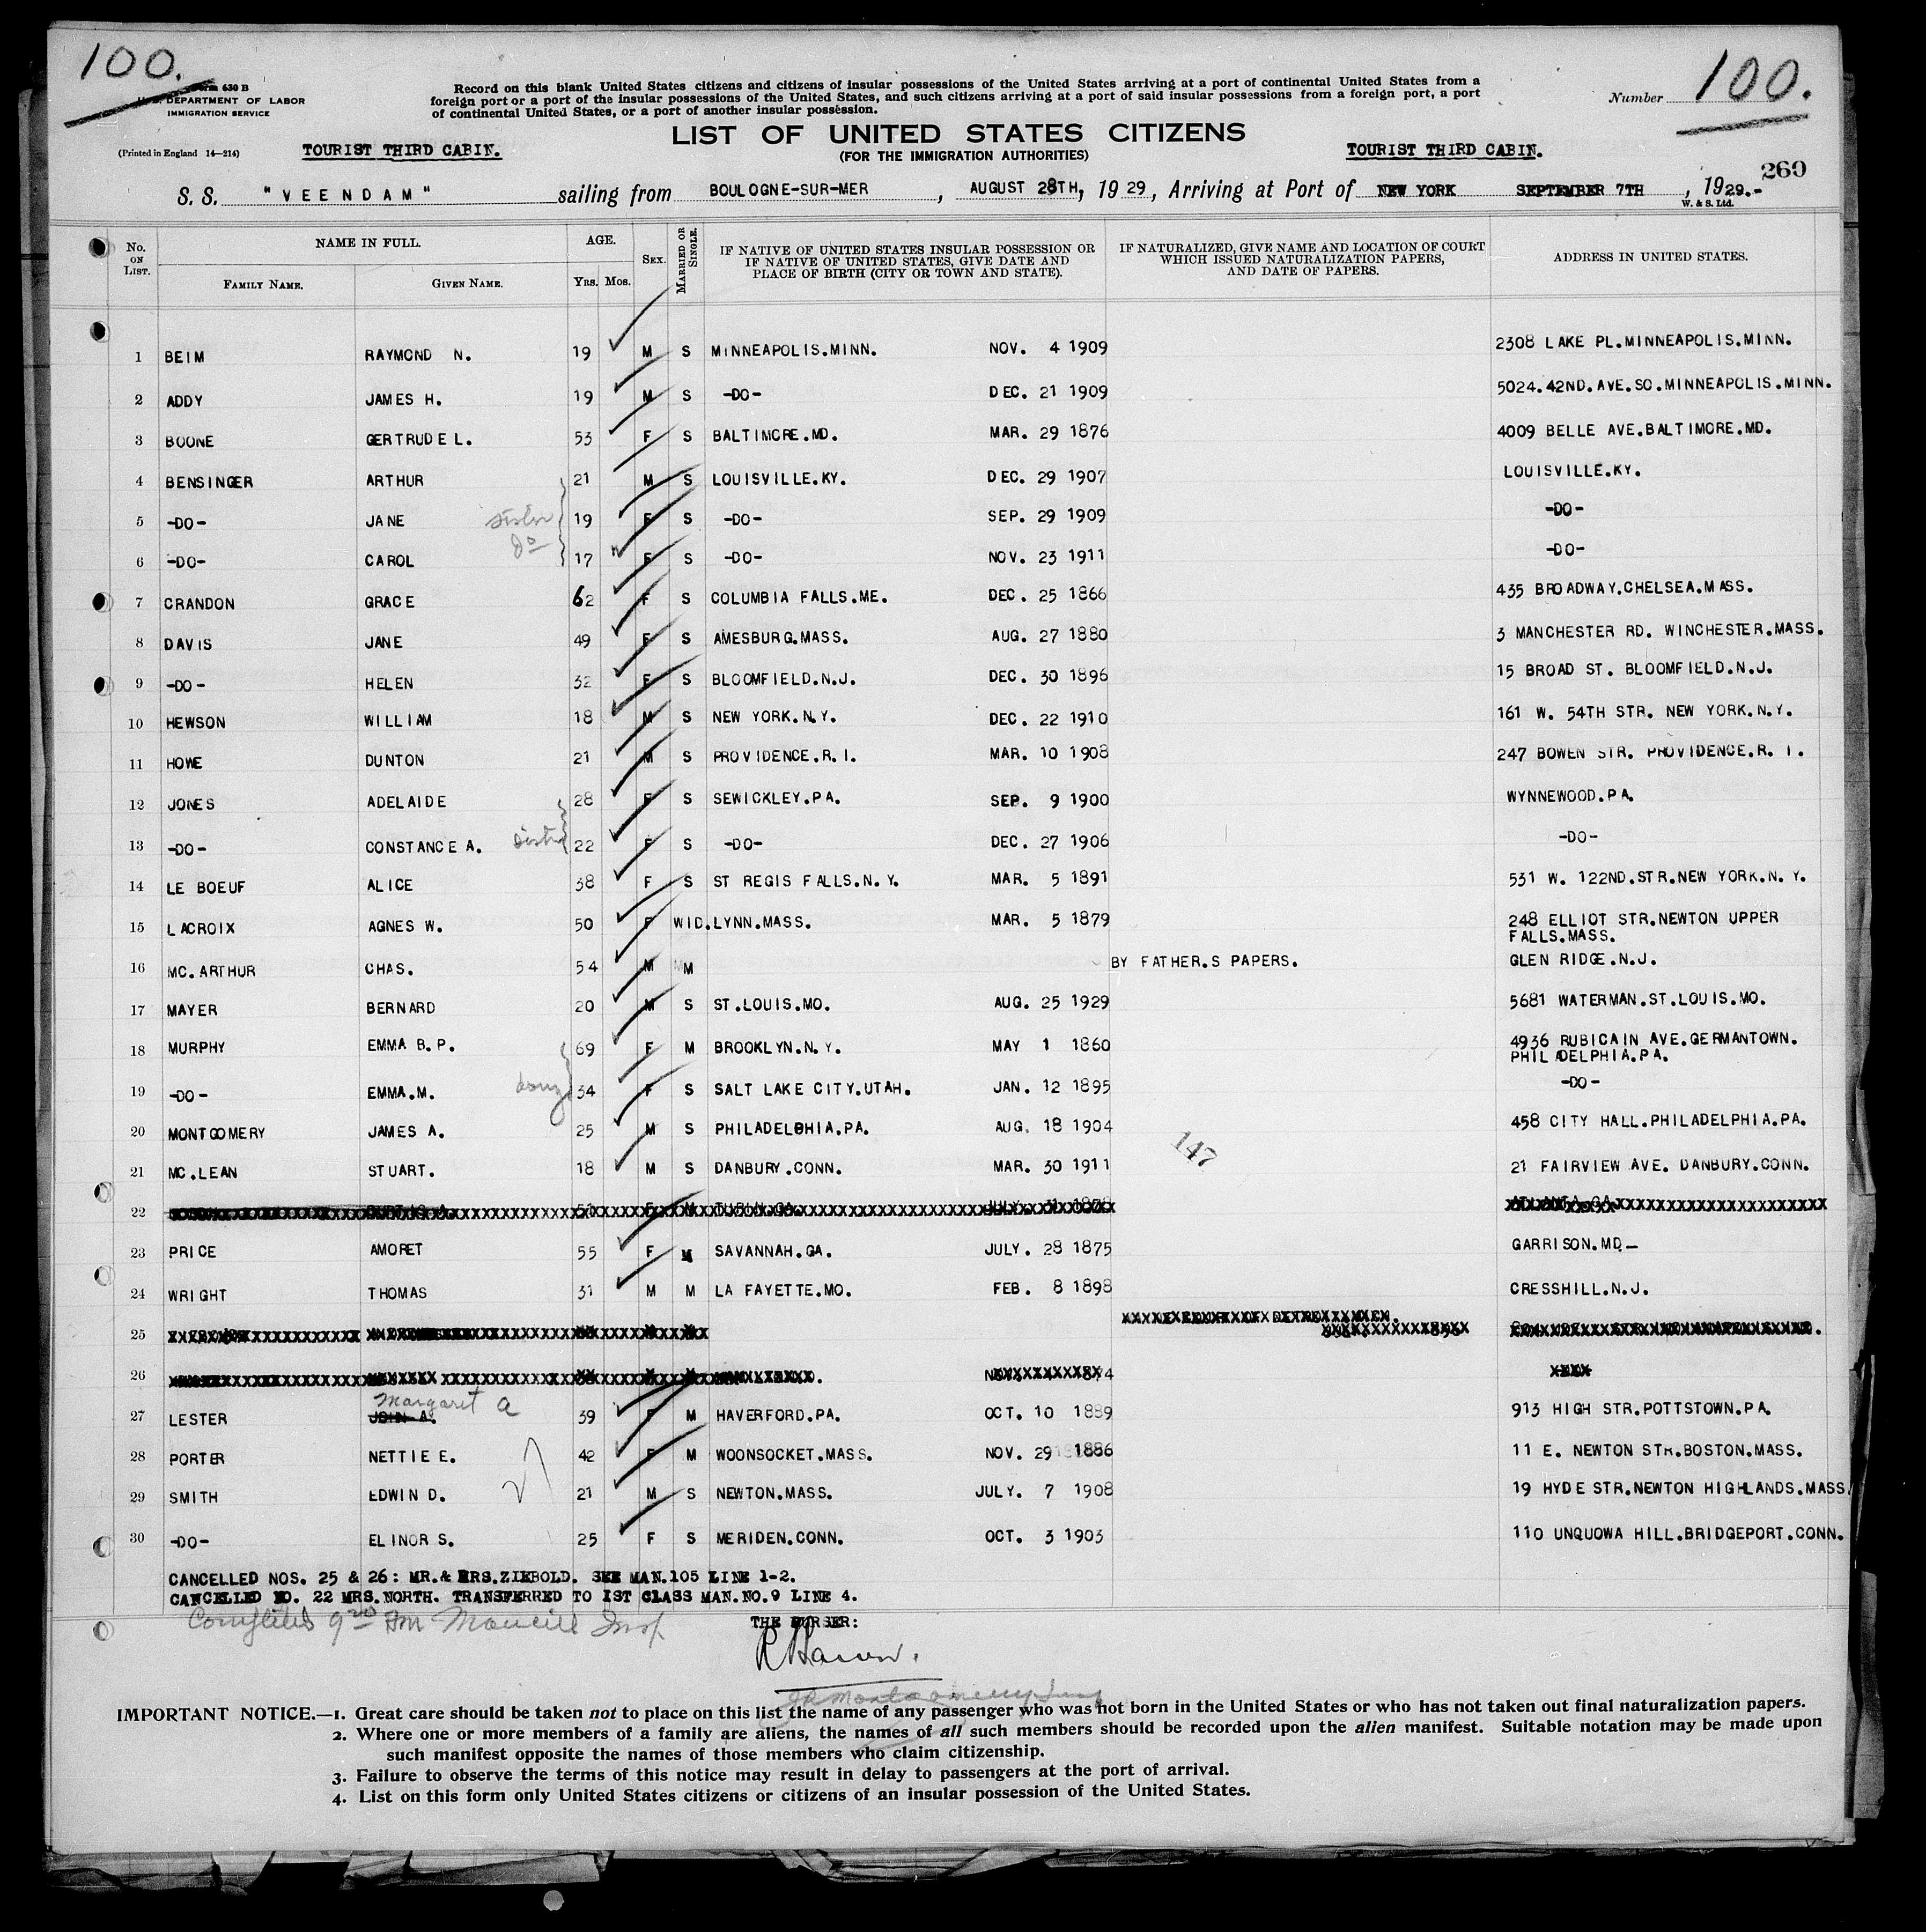 100.
100.
Form 630 B
U.S. DEPARTMENT OF LABOR
IMMIGRATION SERVICE
Record on this blank United States citizens and citizens of insular possessions of the United States arriving at a port of continental United States from a
foreign port or a port of the insular possessions of the United States, and such citizens arriving at a port of said insular possessions from a foreign port, a port
of continental United States, or a port of another insular possession.
Number
LIST OF UNITED STATES CITIZENS
(FOR THE IMMIGRATION AUTHORITIES)
(Printed in England 14—214)
TOURIST THIRD CABIN.
TOURIST THIRD CABIN.
269
S. S. "VEENDAM" sailing from BOULOGNE-SUR-MER, AUGUST 28TH, 1929, Arriving at Port of NEW YORK SEPTEMBER 7TH, 1929.-
W. & S. Ltd.
No. ON LIST. NAME IN FULL. FAMILY NAME. GIVEN NAME. AGE. YRS. MOS. SEX. MARRIED OR SINGLE. IF NATIVE OF UNITED STATES INSULAR POSSESSION OR IF NATIVE OF UNITED STATES, GIVE DATE AND PLACE OF BIRTH (CITY OR TOWN AND STATE). IF NATURALIZED, GIVE NAME AND LOCATION OF COURT WHICH ISSUED NATURALIZATION PAPERS, AND DATE OF PAPERS. ADDRESS IN UNITED STATES.
1 BEIM RAYMOND N. 19 M S MINNEAPOLIS.MINN. NOV. 4 1909 2308 LAKE PL.MINNEAPOLIS.MINN.
2 ADDY JAMES H. 19 M S -DO- DEC. 21 1909 5024.42ND.AVE.SO.MINNEAPOLIS.MINN.
3 BOONE GERTRUDE L. 53 F S BALTIMORE.MD. MAR. 29 1876 4009 BELLE AVE.BALTIMORE.MD.
4 BENSINGER ARTHUR 21 M S LOUISVILLE.KY. DEC. 29 1907 LOUISVILLE.KY.
5 -DO- JANE sister 19 F S -DO- SEP. 29 1909 -DO-
6 -DO- CAROL do 17 F S -DO- NOV. 23 1911 -DO-
7 CRANDON GRACE 62 F S COLUMBIA FALLS.ME. DEC. 25 1866 435 BROADWAY.CHELSEA.MASS.
8 DAVIS JANE 49 F S AMESBURG.MASS. AUG. 27 1880 3 MANCHESTER RD. WINCHESTER.MASS.
9 -DO- HELEN 32 F S BLOOMFIELD.N.J. DEC. 30 1896 15 BROAD ST. BLOOMFIELD.N.J.
10 HEWSON WILLIAM 18 M S NEW YORK.N.Y. DEC. 22 1910 161 W. 54TH STR. NEW YORK.N.Y.
11 HOWE DUNTON 21 M S PROVIDENCE.R.I. MAR. 10 1908 247 BOWEN STR. PROVIDENCE.R. I.
12 JONES ADELAIDE 28 F S SEWICKLEY.PA. SEP. 9 1900 WYNNEWOOD.PA.
13 -DO- CONSTANCE A. sister 22 F S -DO- DEC. 27 1906 -DO-
14 LE BOEUF ALICE 38 F S ST REGIS FALLS.N.Y. MAR. 5 1891 531 W. 122ND.STR.NEW YORK.N.Y.
15 LACROIX AGNES W. 50 F WID. LYNN.MASS. MAR. 5 1879 248 ELLIOT STR.NEWTON UPPER
FALLS.MASS.
16 MC.ARTHUR CHAS. 54 M M BY FATHER.S PAPERS. GLEN RIDGE.N.J.
17 MAYER BERNARD 20 M S ST.LOUIS.MO. AUG. 25 1929 5681 WATERMAN.ST.LOUIS.MO.
18 MURPHY EMMA B.P. 69 F M BROOKLYN.N.Y. MAY 1 1860 4936 RUBICAIN AVE.GERMANTOWN.
PHILADELPHIA.PA.
19 -DO- EMMA.M. 34 F S SALT LAKE CITY.UTAH. JAN. 12 1895 -DO-
20 MONTGOMERY JAMES A. 25 M S PHILADELPHIA.PA. AUG. 18 1904 458 CITY HALL.PHILADELPHIA.PA.
147
21 MC.LEAN STUART. 18 M S DANBURY.CONN. MAR. 30 1911 21 FAIRVIEW AVE. DANBURY.CONN.
22 ATLANTA.GA.
23 PRICE AMORET 55 F M SAVANNAH.GA. JULY. 28 1875 GARRISON.MD-
24 WRIGHT THOMAS 31 M M LA FAYETTE.MO. FEB. 8 1898 CRESSHILL.N.J.
25
26
27 LESTER Margaret A 39 F M HAVERFORD.PA. OCT. 10 1889 913 HIGH STR.POTTSTOWN.PA.
28 PORTER NETTIE E. 42 F M WOONSOCKET.MASS. NOV. 29 1886 11 E. NEWTON STR.BOSTON.MASS.
29 SMITH EDWIN D. 21 M S NEWTON.MASS. JULY. 7 1908 19 HYDE STR.NEWTON HIGHLANDS.MASS.
30 -DO- ELINOR S. 25 F S MERIDEN.CONN. OCT. 3 1903 110 UNQUOWA HILL.BRIDGEPORT.CONN.
CANCELLED NOS. 25 & 26: MR.& MRS.ZIEBOLD. SEE MAN.105 LINE 1-2.
CANCELLED NO. 22 MRS.NORTH. TRANSFERRED TO 1ST CLASS MAN.NO.9 LINE 4.
THE PURSER:
IMPORTANT NOTICE.—1. Great care should be taken not to place on this list the name of any passenger who was not born in the United States or who has not taken out final naturalization papers.
2. Where one or more members of a family are aliens, the names of all such members should be recorded upon the alien manifest. Suitable notation may be made upon
such manifest opposite the names of those members who claim citizenship.
3. Failure to observe the terms of this notice may result in delay to passengers at the port of arrival.
4. List on this form only United States citizens or citizens of an insular possession of the United States.